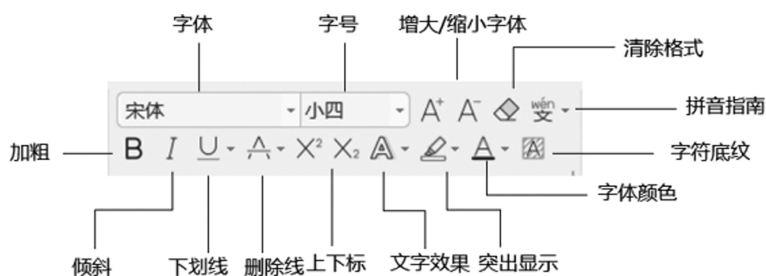 字体
字号
增大/缩小字体
清除格式
宋体
小四
A+
A-
wén
文
拼音指南
加粗
B
I
U
A
X²
X₂
A
A
A
字符底纹
字体颜色
倾斜
下划线
删除线
上下标
文字效果
突出显示